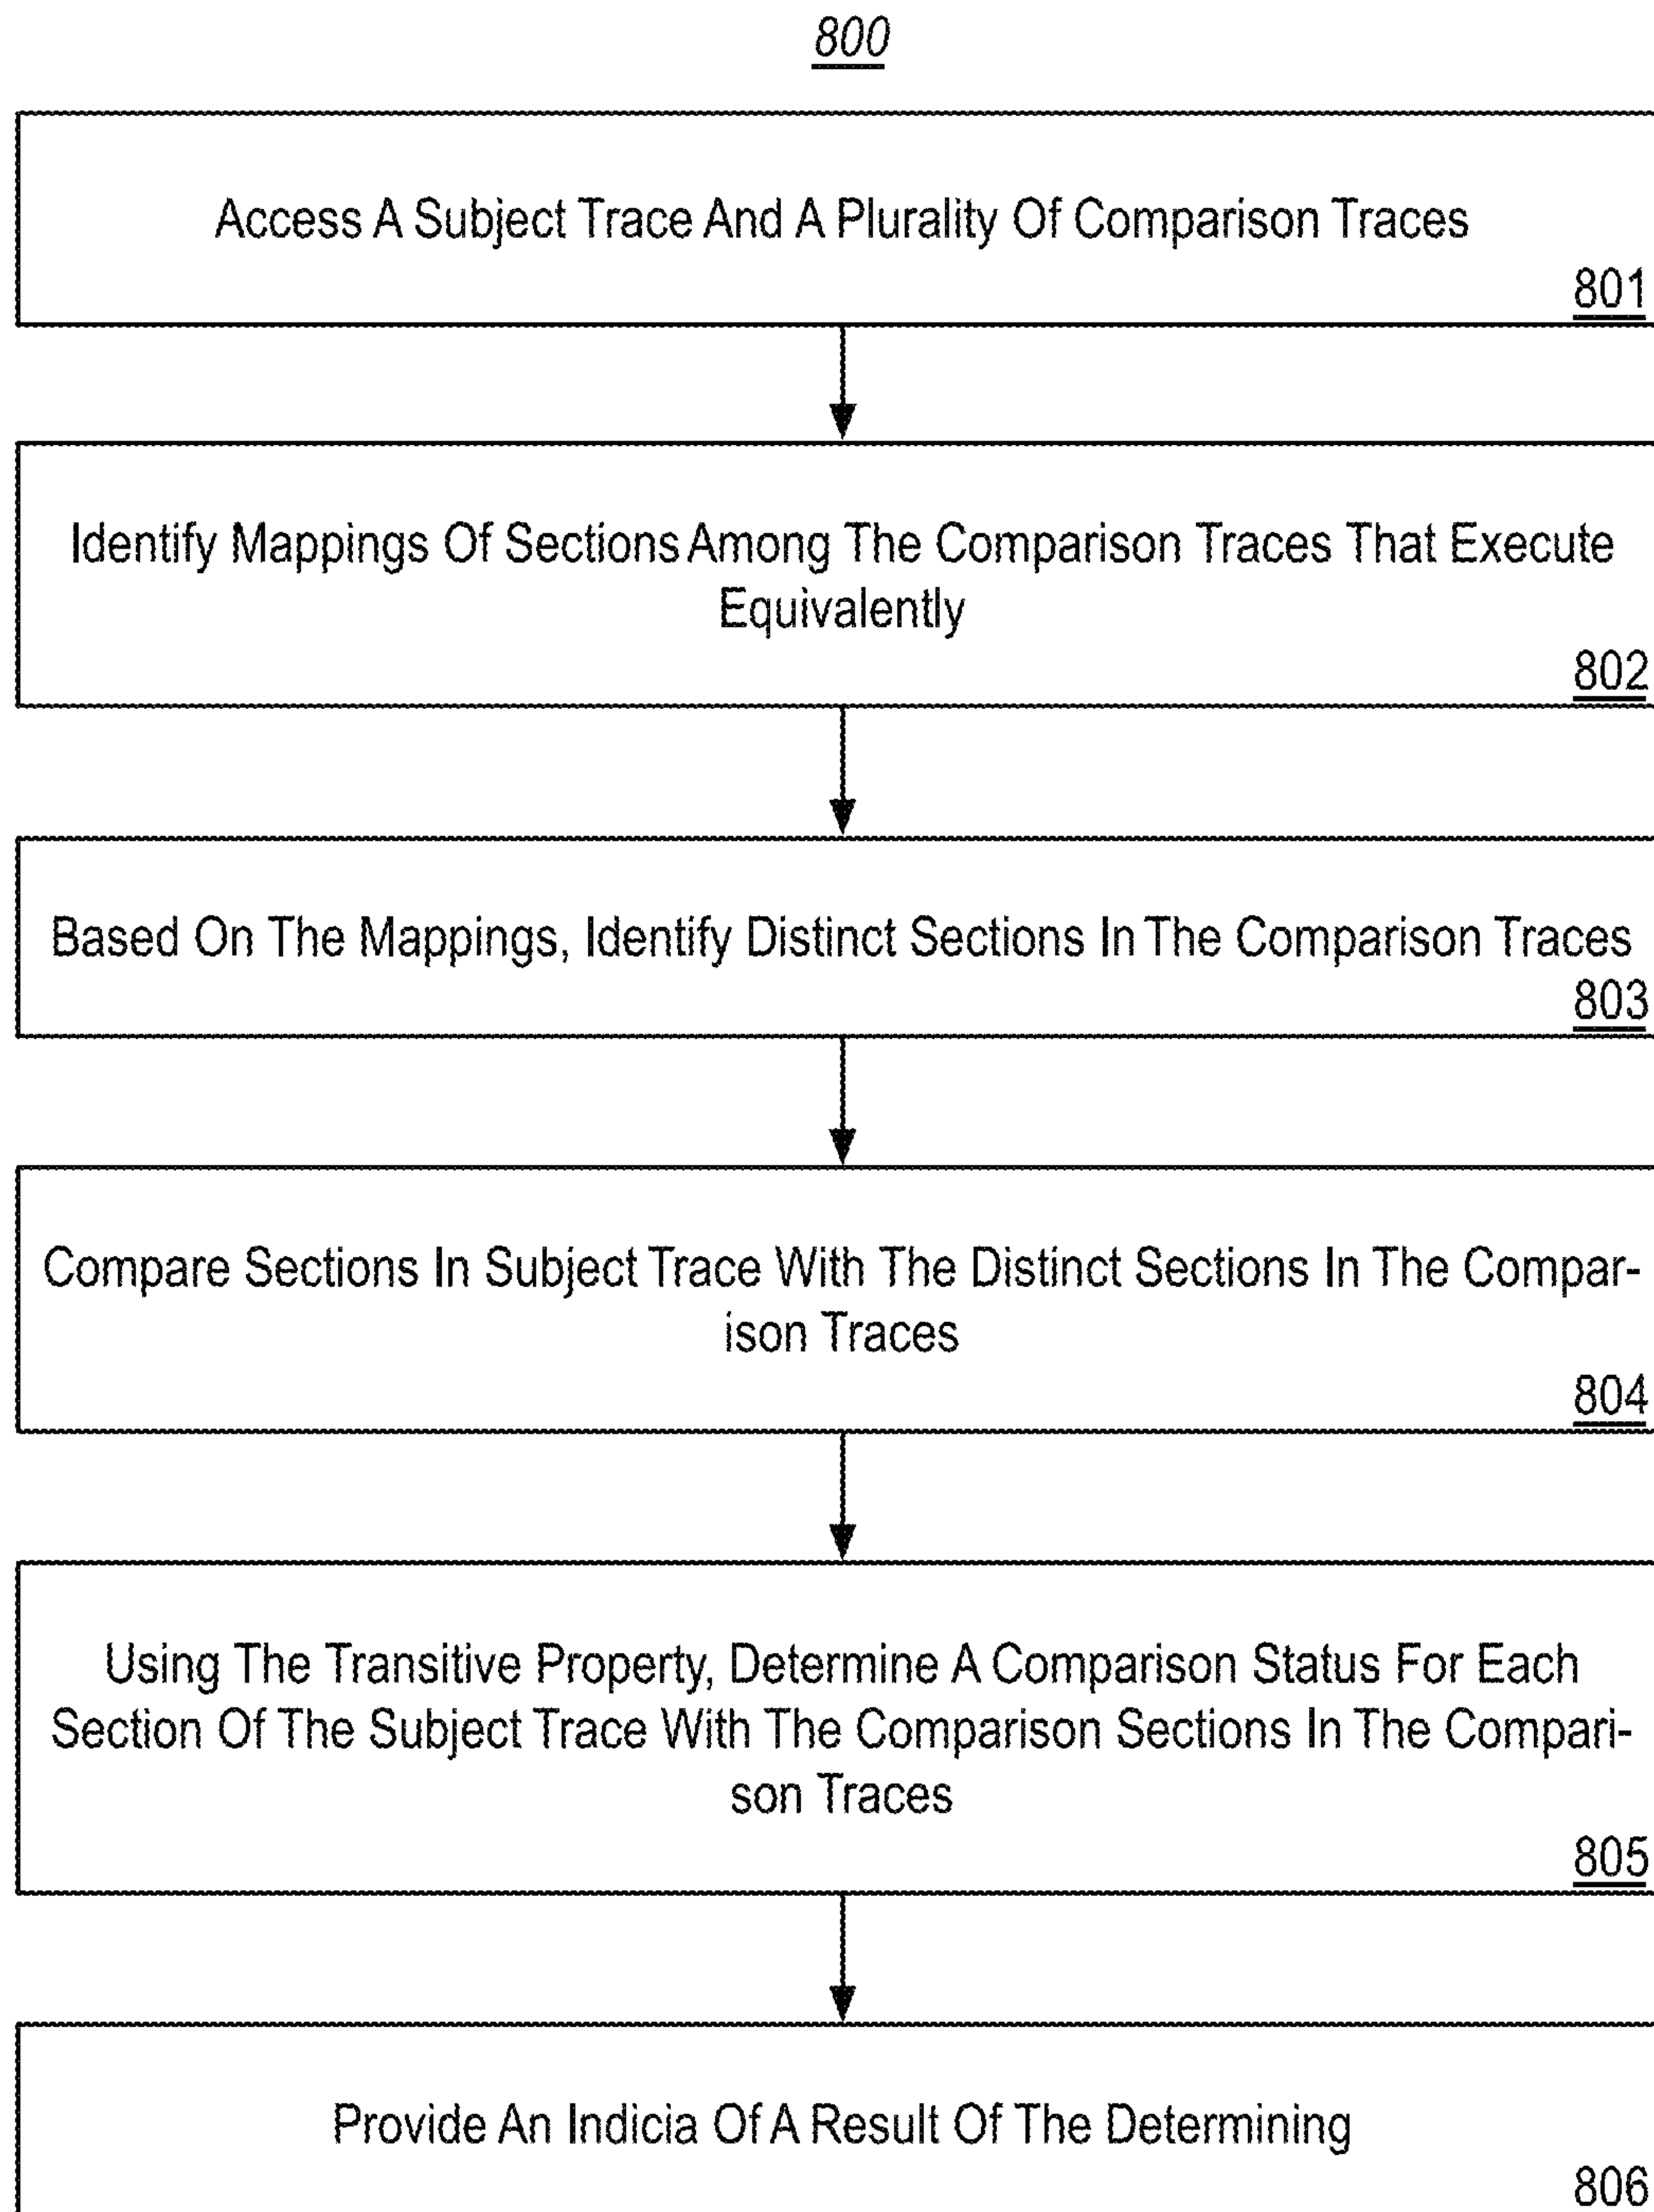 800
Access A Subject Trace And A Plurality Of Comparison Traces
801
Identify Mappings Of Sections Among The Comparison Traces That Execute
Equivalently
802
Based On The Mappings, Identify Distinct Sections In The Comparison Traces
803
Compare Sections In Subject Trace With The Distinct Sections In The Compar-
ison Traces
804
Using The Transitive Property, Determine A Comparison Status For Each
Section Of The Subject Trace With The Comparison Sections In The Compari-
son Traces
805
Provide An Indicia Of A Result Of The Determining
806